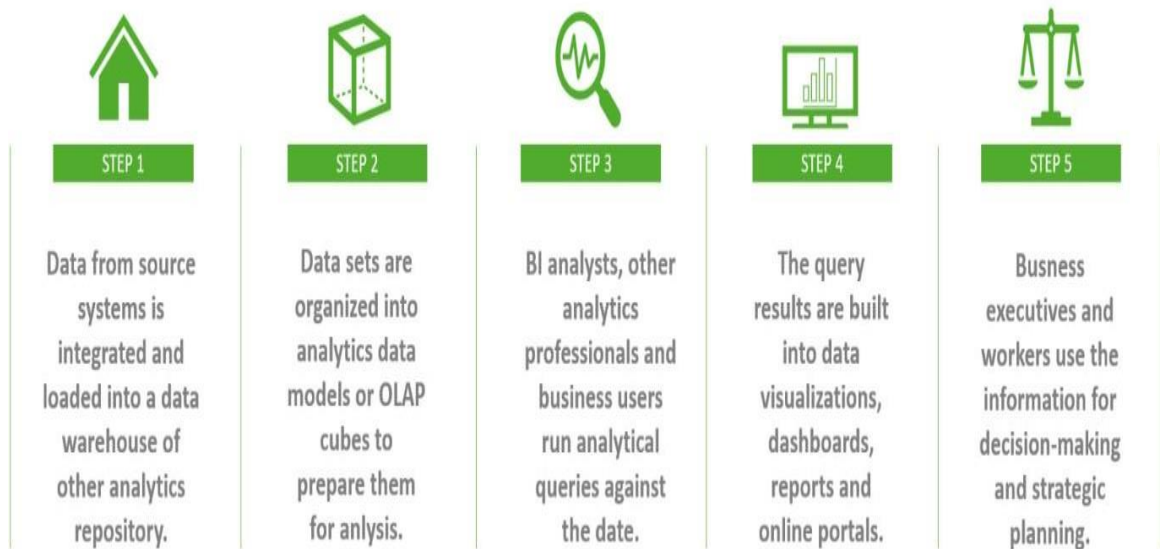 STEP 1
Data from source
systems is
integrated and
loaded into a data
warehouse of
other analytics
repository.
STEP 2
Data sets are
organized into
analytics data
models or OLAP
cubes to
prepare them
for anlysis.
STEP 3
BI analysts, other
analytics
professionals and
business users
run analytical
queries against
the date.
STEP 4
The query
results are built
into data
visualizations,
dashboards,
reports and
online portals.
STEP 5
Busness
executives and
workers use the
information for
decision-making
and strategic
planning.